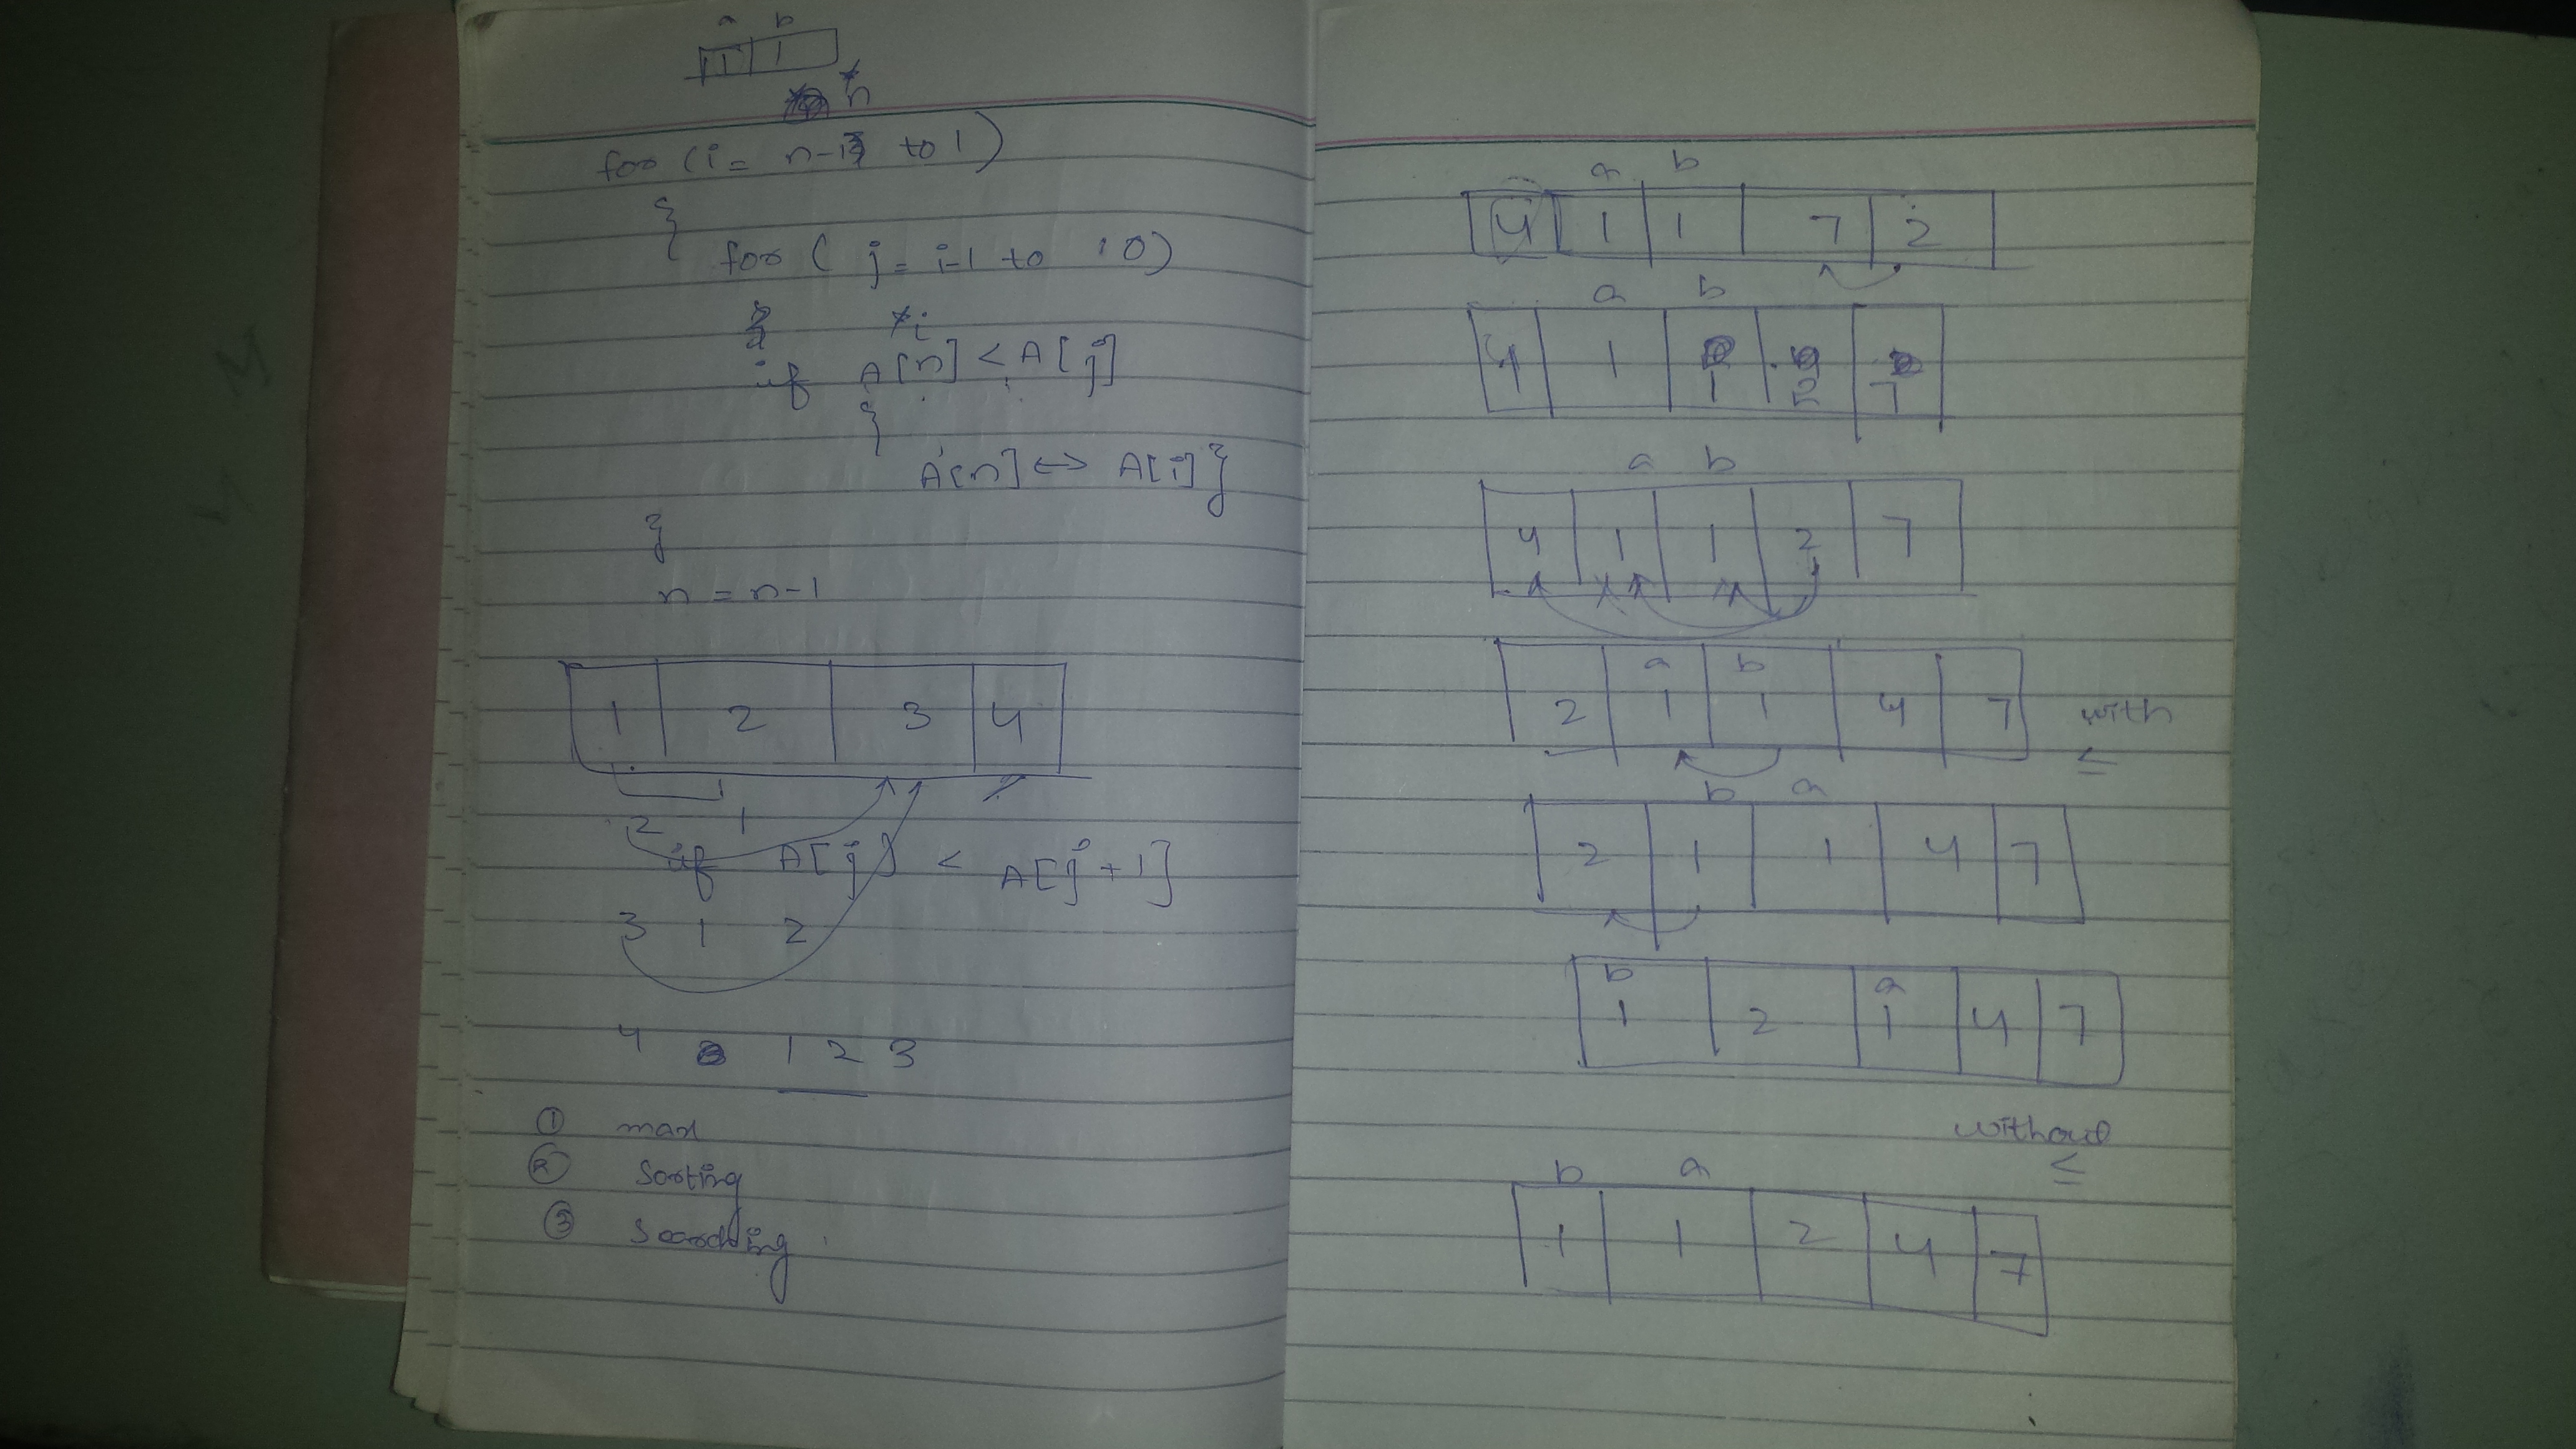 a b
1 1
n
for (i = n-1 to 1)
{
for ( j = i-1 to 0)
{ i
if A[n] < A[j]
{
A[n] <-> A[i] }
}
n = n-1
1 2 3 4
2 1
if A[j] < A[j+1]
3 1 2
4 1 2 3
① max
② Sorting
③ Searching
a b
4 1 1 7 2
a b
4 1 1 2 7
a b
4 1 1 2 7
a b
2 1 1 4 7 with
≤
b a
2 1 1 4 7
b a
1 2 1 4 7
without
≤
b a
1 1 2 4 7